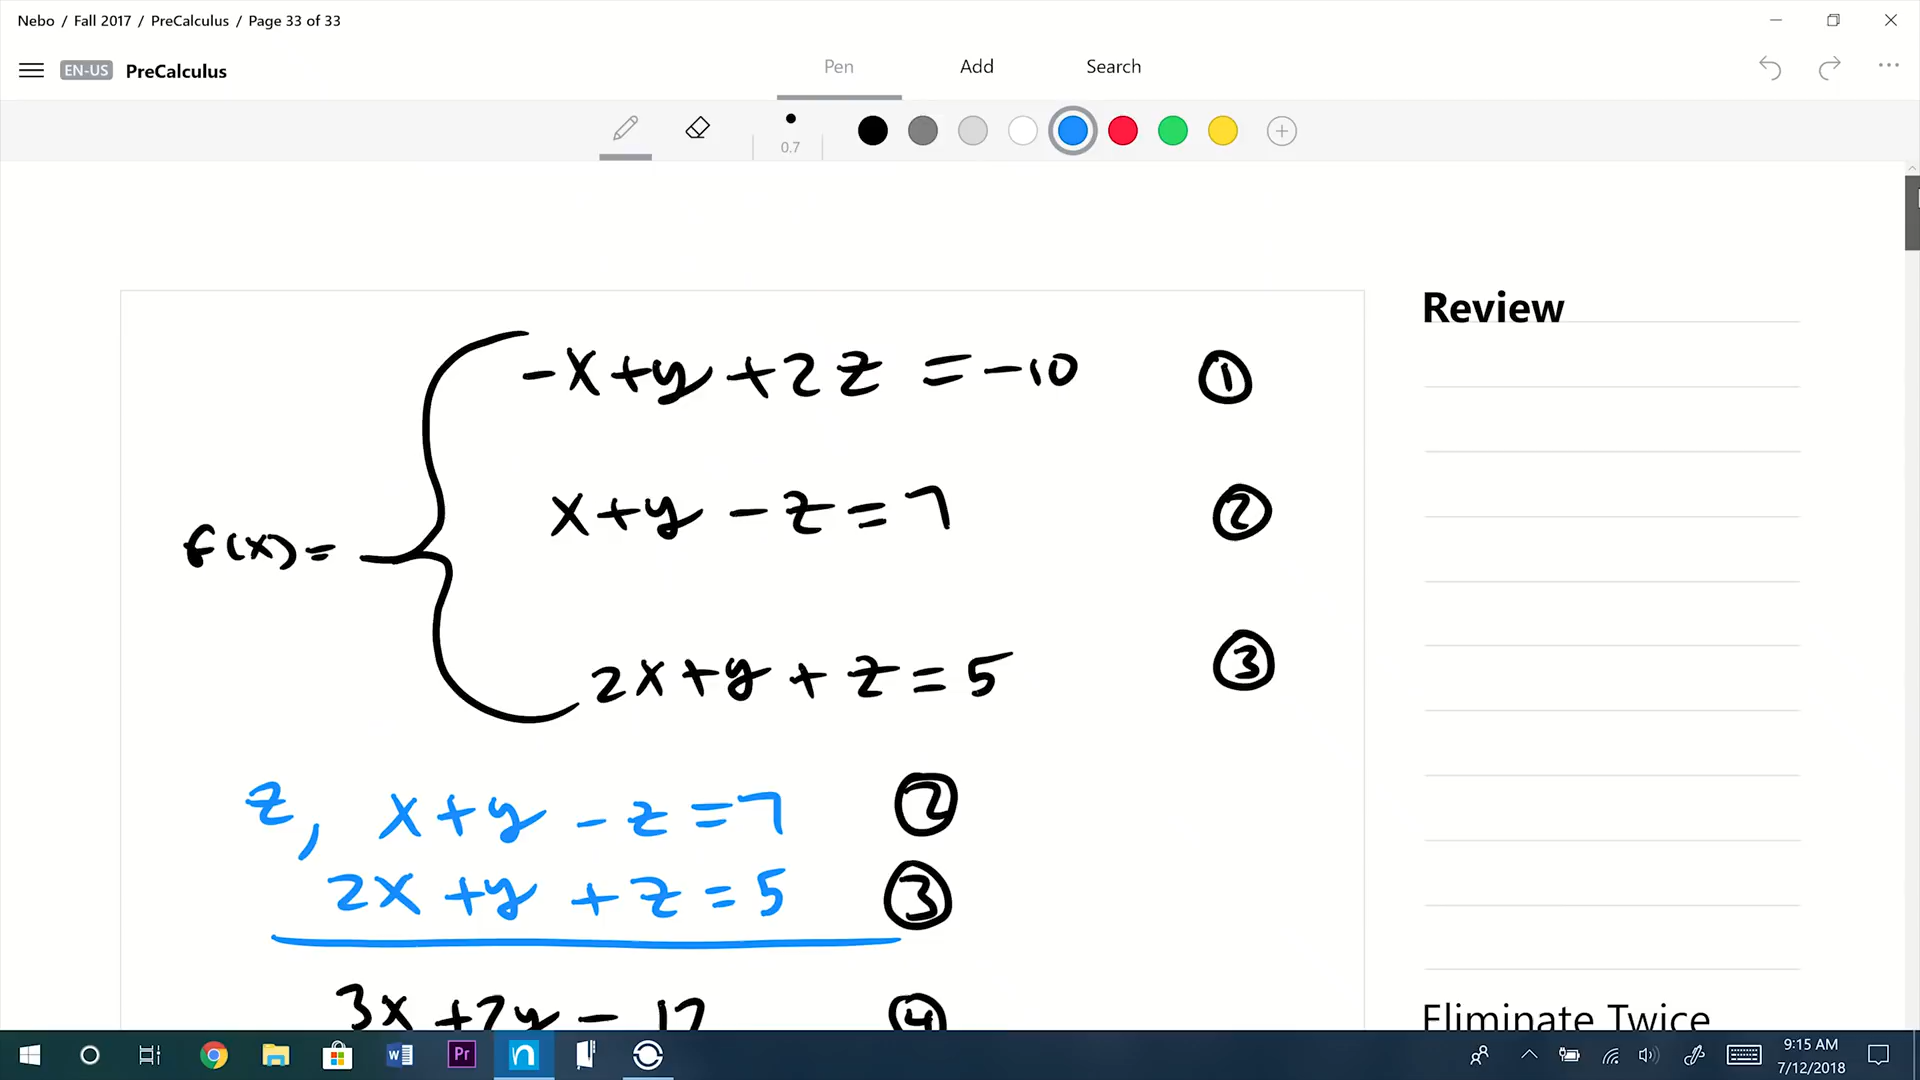 Nebo / Fall 2017 / PreCalculus / Page 33 of 33
EN-US PreCalculus
Pen Add Search
0.7
Review
-x+y+2z=-10 ①
x+y-z=7 ②
f(x)=
2x+y+z=5 ③
z, x+y-z=7 ②
2x+y+z=5 ③
3x+2y=12 ④
Eliminate Twice
9:15 AM
7/12/2018